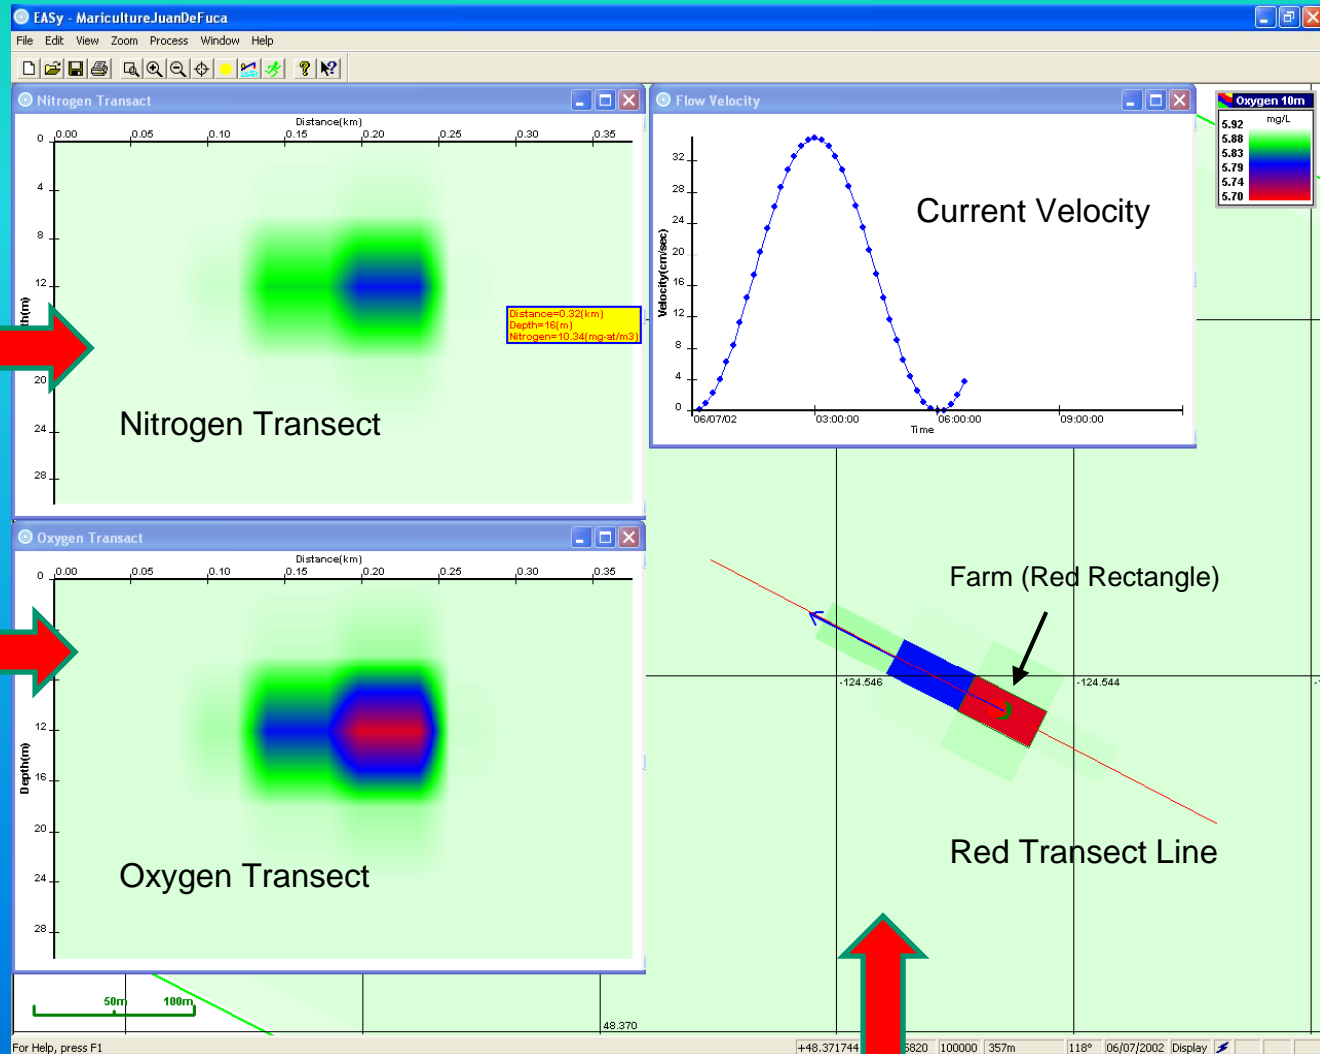 EASy - MaricultureJuanDeFuca
File Edit View Zoom Process Window Help
Nitrogen Transact
Distance(km)
0.00 0.05 0.10 0.15 0.20 0.25 0.30 0.35
0
4
8
12
20
24
28
Distance=0.32(km)
Depth=16(m)
Nitrogen=10.34(mg-at/m3)
Nitrogen Transect
Flow Velocity
Velocity(cm/sec)
32
28
24
20
16
12
8
4
0
06/07/02 03:00:00 06:00:00 09:00:00
Time
Current Velocity
Oxygen 10m
mg/L
5.92
5.88
5.83
5.79
5.74
5.70
Oxygen Transact
Distance(km)
0.00 0.05 0.10 0.15 0.20 0.25 0.30 0.35
Depth(m)
0
12
16
20
24
28
Oxygen Transect
Farm (Red Rectangle)
-124.546 -124.544
Red Transect Line
50m 100m
48.370
For Help, press F1
+48.371744 5820 100000 357m 118° 06/07/2002 Display